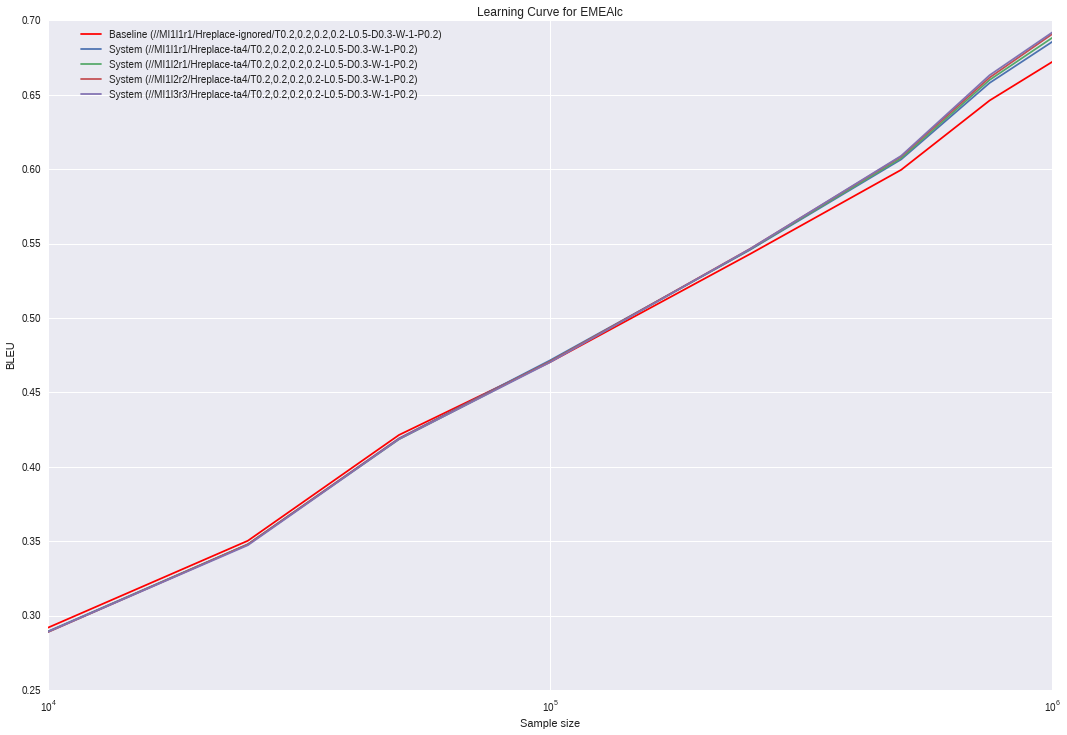 Learning Curve for EMEAlc
0.70
Baseline (//MI1l1r1/Hreplace-ignored/T0.2,0.2,0.2,0.2-L0.5-D0.3-W-1-P0.2)
System (//MI1l1r1/Hreplace-ta4/T0.2,0.2,0.2,0.2-L0.5-D0.3-W-1-P0.2)
System (//MI1l2r1/Hreplace-ta4/T0.2,0.2,0.2,0.2-L0.5-D0.3-W-1-P0.2)
System (//MI1l2r2/Hreplace-ta4/T0.2,0.2,0.2,0.2-L0.5-D0.3-W-1-P0.2)
System (//MI1l3r3/Hreplace-ta4/T0.2,0.2,0.2,0.2-L0.5-D0.3-W-1-P0.2)
0.65
0.60
0.55
0.50
0.45
0.40
0.35
0.30
0.25
BLEU
10^4 10^5 10^6
Sample size